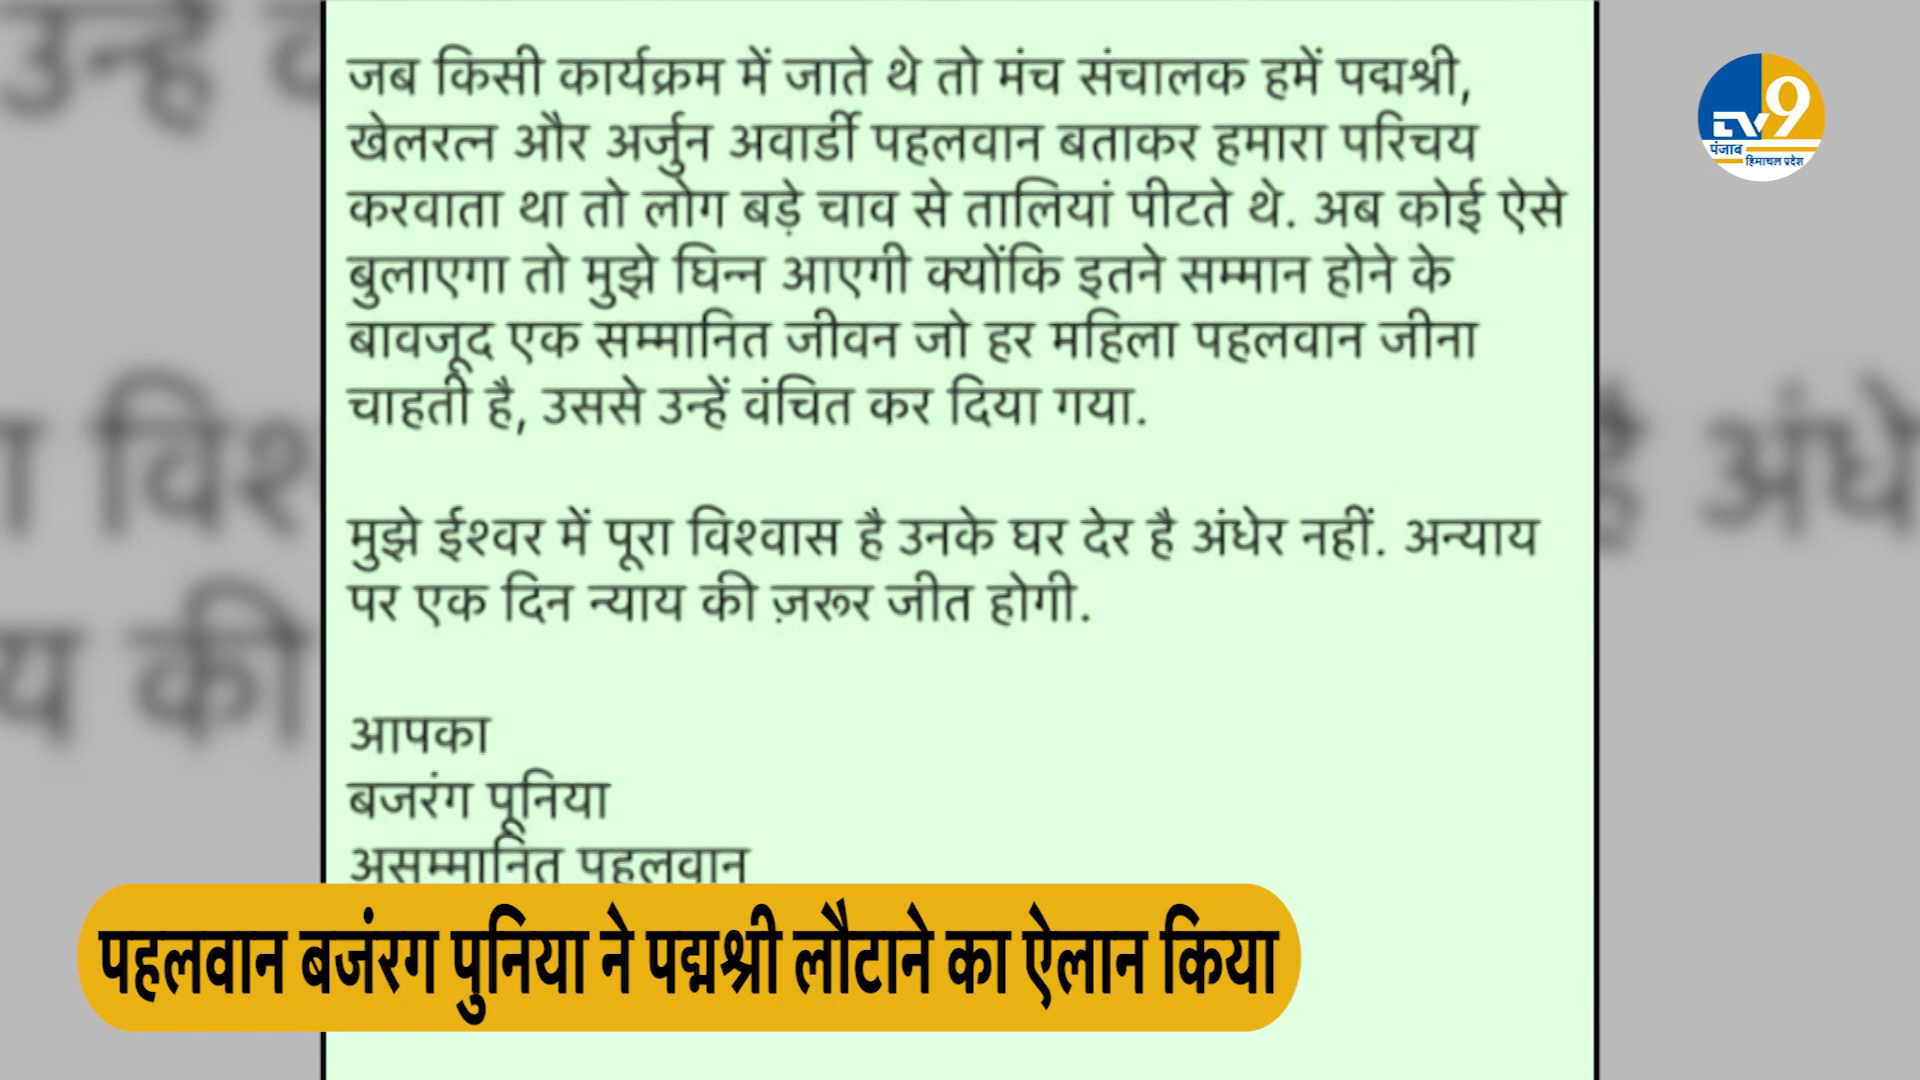 जब किसी कार्यक्रम में जाते थे तो मंच संचालक हमें पद्मश्री,
खेलरत्न और अर्जुन अवार्डी पहलवान बताकर हमारा परिचय
करवाता था तो लोग बड़े चाव से तालियां पीटते थे. अब कोई ऐसे
बुलाएगा तो मुझे घिन्न आएगी क्योंकि इतने सम्मान होने के
बावजूद एक सम्मानित जीवन जो हर महिला पहलवान जीना
चाहती है, उससे उन्हें वंचित कर दिया गया.
मुझे ईश्वर में पूरा विश्वास है उनके घर देर है अंधेर नहीं. अन्याय
पर एक दिन न्याय की ज़रूर जीत होगी.
आपका
बजरंग पूनिया
असम्मानित पहलवान
पहलवान बजंरग पुनिया ने पद्मश्री लौटाने का ऐलान किया
TV9
पंजाब
हिमाचल प्रदेश